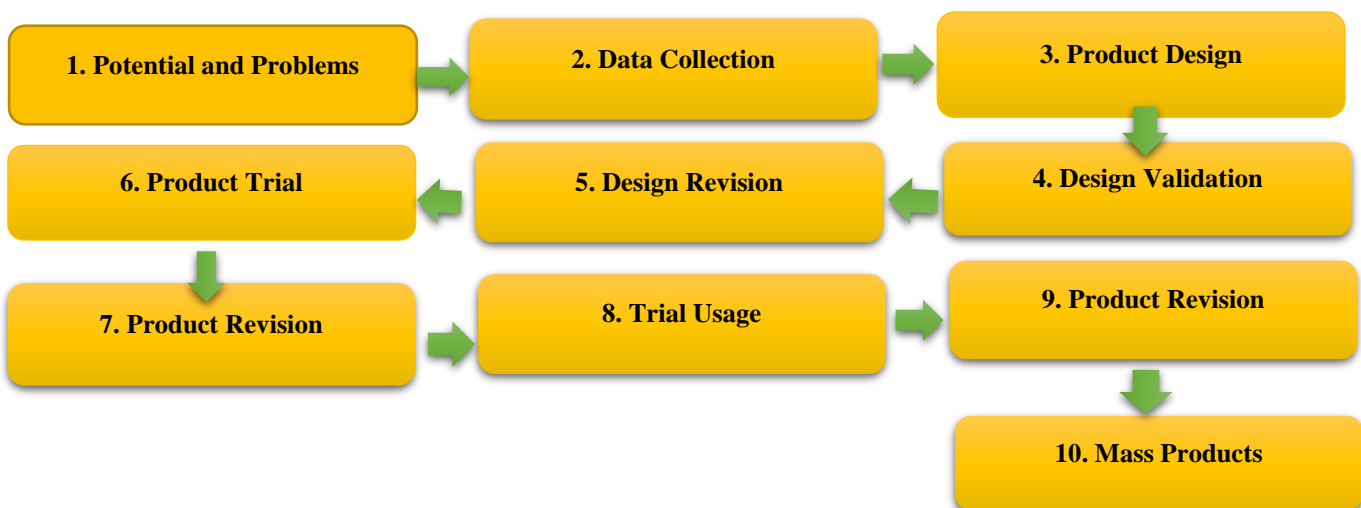 1. Potential and Problems
2. Data Collection
3. Product Design
4. Design Validation
5. Design Revision
6. Product Trial
7. Product Revision
8. Trial Usage
9. Product Revision
10. Mass Products